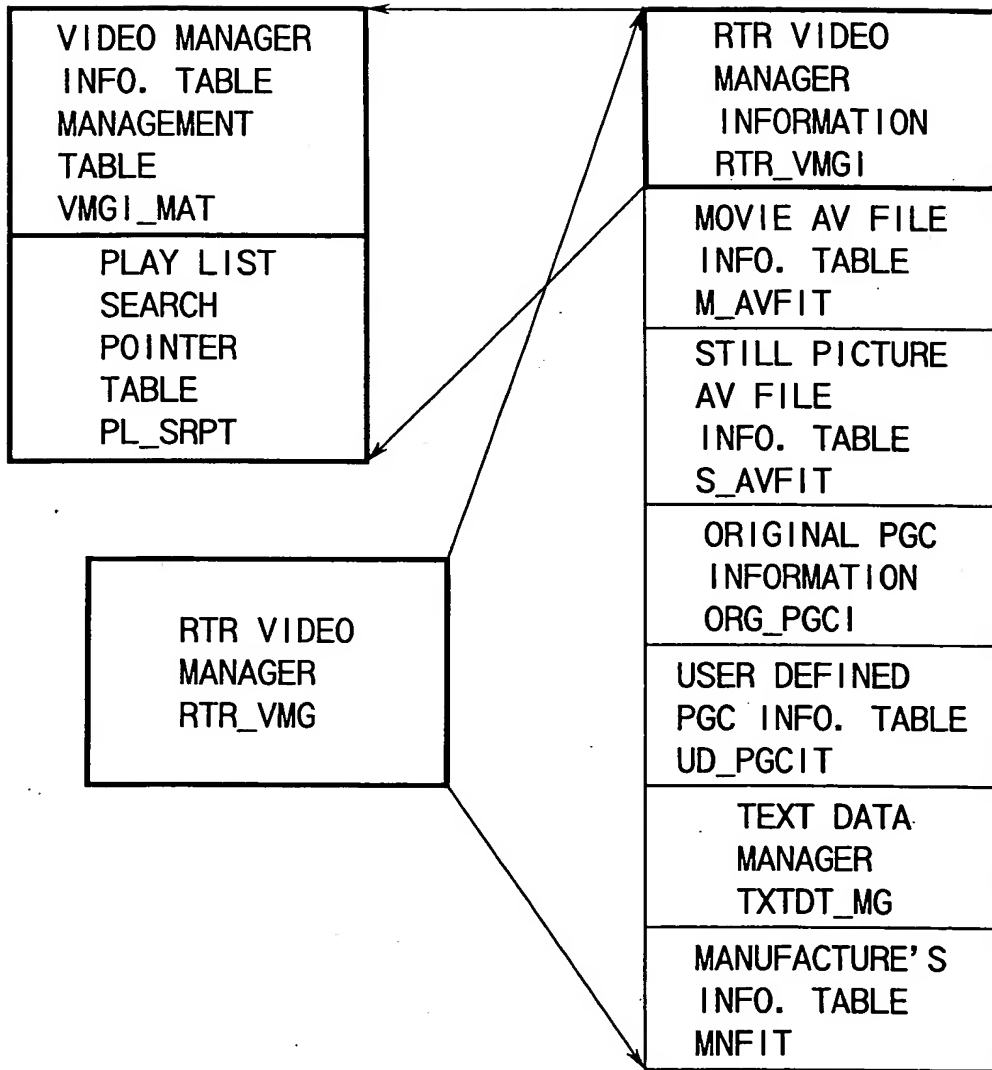 VIDEO MANAGER
INFO. TABLE
MANAGEMENT
TABLE
VMGI_MAT
PLAY LIST
SEARCH
POINTER
TABLE
PL_SRPT
RTR VIDEO
MANAGER
RTR_VMG
RTR VIDEO
MANAGER
INFORMATION
RTR_VMGI
MOVIE AV FILE
INFO. TABLE
M_AVFIT
STILL PICTURE
AV FILE
INFO. TABLE
S_AVFIT
ORIGINAL PGC
INFORMATION
ORG_PGCI
USER DEFINED
PGC INFO. TABLE
UD_PGCIT
TEXT DATA
MANAGER
TXTDT_MG
MANUFACTURE'S
INFO. TABLE
MNFIT